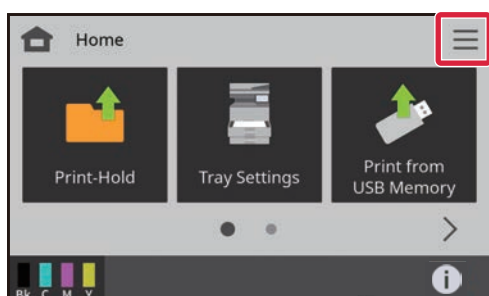 Home
Print-Hold
Tray Settings
Print from
USB Memory
Bk C M Y